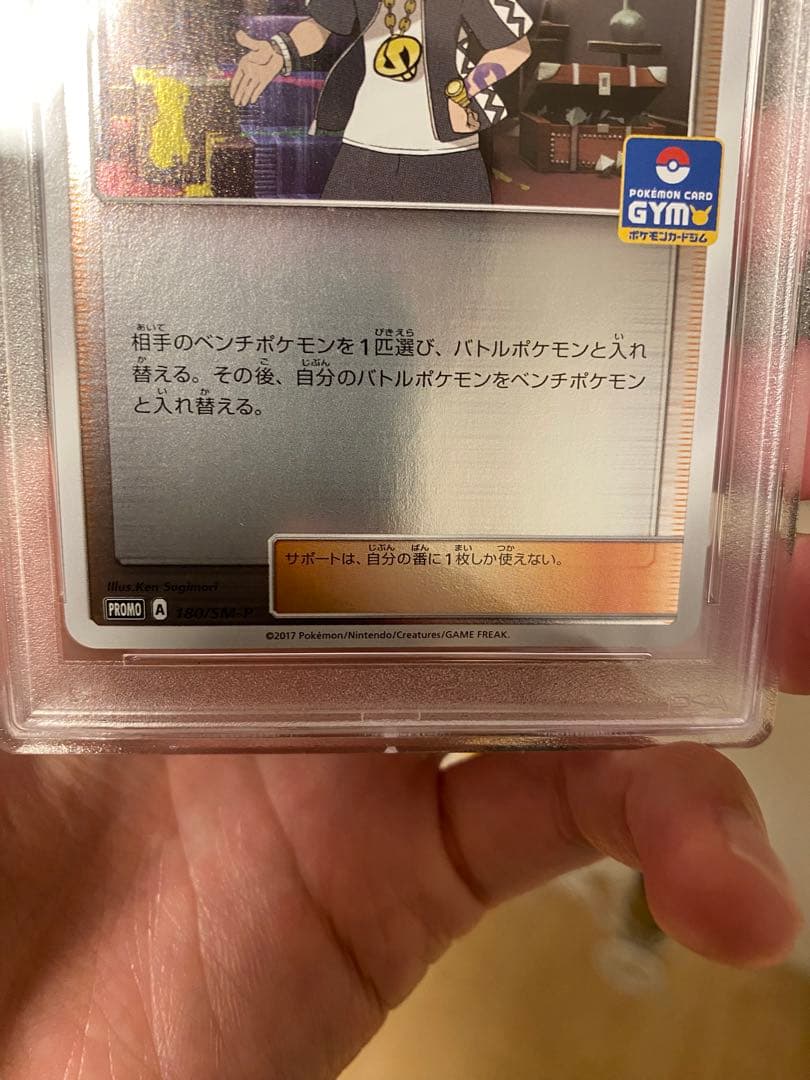 POKÉMON CARD
GYM
ポケモンカードジム
相手のベンチポケモンを1匹選び、バトルポケモンと入れ
替える。その後、自分のバトルポケモンをベンチポケモン
と入れ替える。
サポートは、自分の番に1枚しか使えない。
Illus.Ken Sugimori
PROMO A 180/SM-P
©2017 Pokémon/Nintendo/Creatures/GAME FREAK.